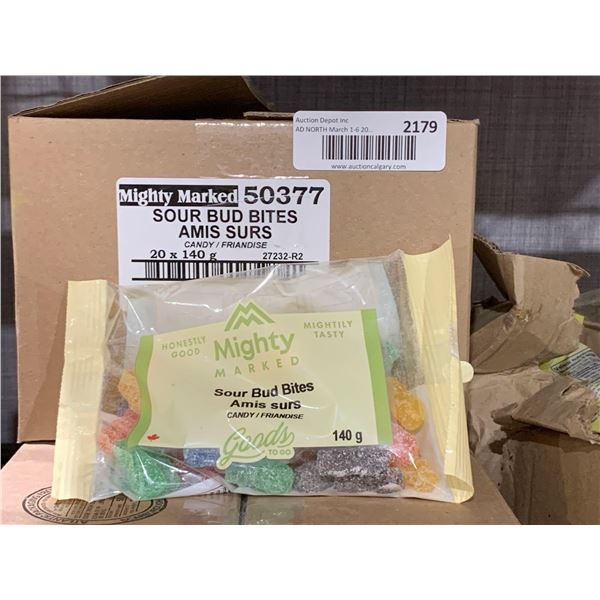 Auction Depot Inc
AD NORTH March 1-6 20...
2179
www.auctioncalgary.com
Mighty Marked 50377
SOUR BUD BITES
AMIS SURS
CANDY / FRIANDISE
20 x 140 g 27232-R2
HONESTLY GOOD
MIGHTILY TASTY
Mighty
MARKED
Sour Bud Bites
Amis surs
CANDY / FRIANDISE
Goods
TO GO
140 g